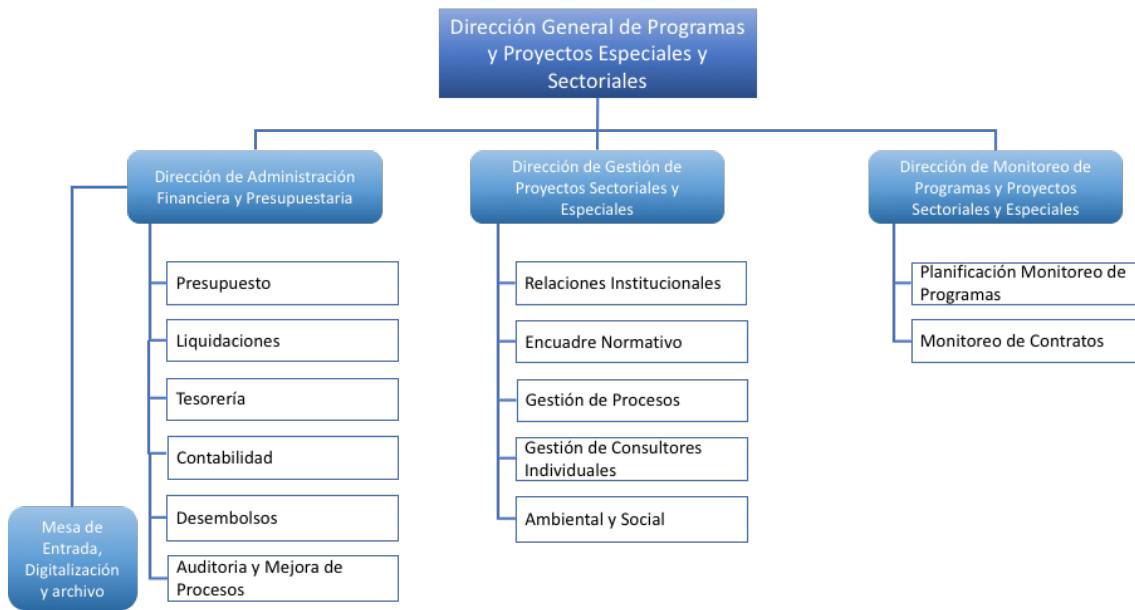 Dirección General de Programas
y Proyectos Especiales y
Sectoriales
Dirección de Administración
Financiera y Presupuestaria
Dirección de Gestión de
Proyectos Sectoriales y
Especiales
Dirección de Monitoreo de
Programas y Proyectos
Sectoriales y Especiales
Presupuesto
Liquidaciones
Tesorería
Contabilidad
Desembolsos
Auditoria y Mejora de
Procesos
Mesa de
Entrada,
Digitalización
y archivo
Relaciones Institucionales
Encuadre Normativo
Gestión de Procesos
Gestión de Consultores
Individuales
Ambiental y Social
Planificación Monitoreo de
Programas
Monitoreo de Contratos